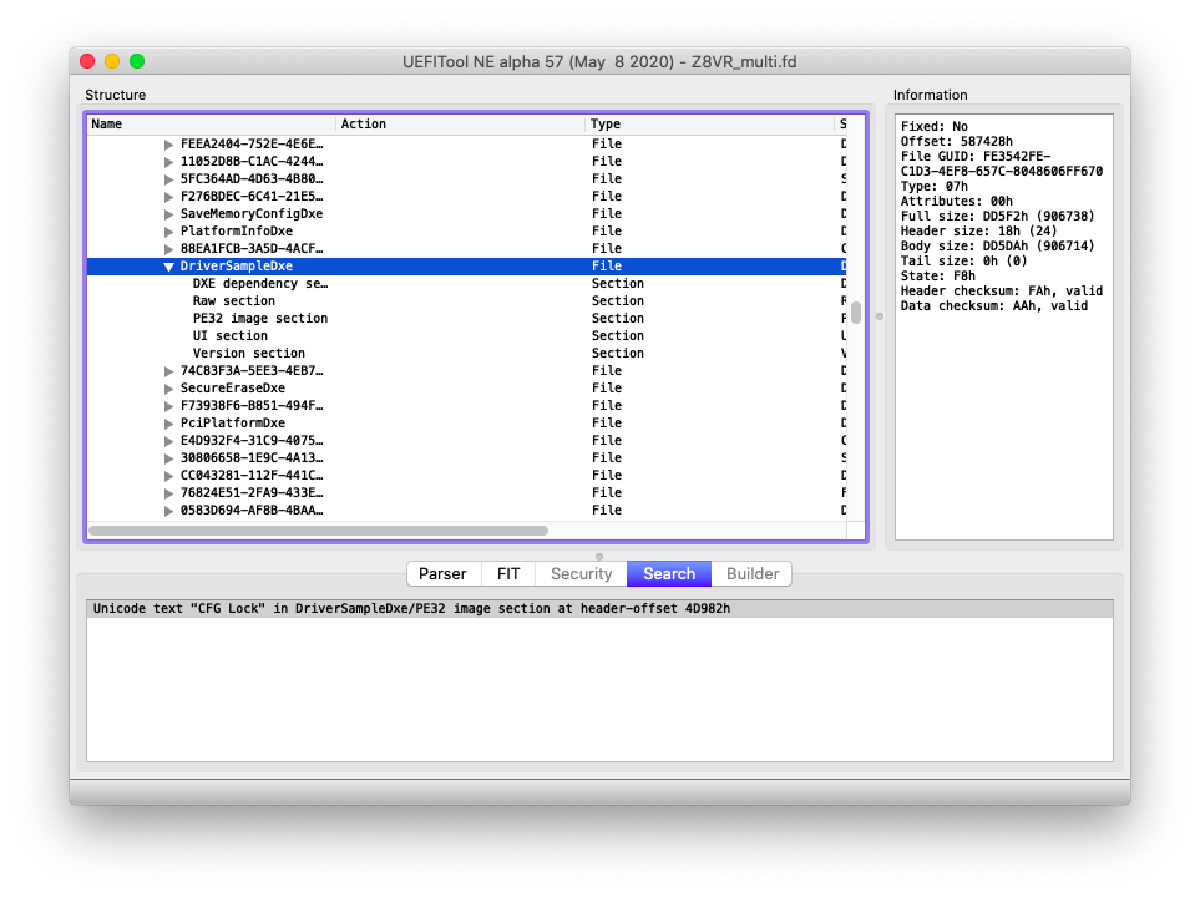 UEFITool NE alpha 57 (May 8 2020) - Z8VR_multi.fd
Structure
Name Action Type S
FEEA2404-752E-4E6E… File D
11052D8B-C1AC-4244… File D
5FC364AD-4D63-4B80… File S
F276BDEC-6C41-21E5… File D
SaveMemoryConfigDxe File D
PlatformInfoDxe File D
88EA1FCB-3A5D-4ACF… File C
DriverSampleDxe File D
DXE dependency se… Section D
Raw section Section R
PE32 image section Section P
UI section Section U
Version section Section V
74C83F3A-5EE3-4EB7… File D
SecureEraseDxe File D
F73938F6-B851-494F… File D
PciPlatformDxe File D
E4D932F4-31C9-4075… File C
30806658-1E9C-4A13… File S
CC043281-112F-441C… File D
76824E51-2FA9-433E… File F
0583D694-AF8B-4BAA… File D
Information
Fixed: No
Offset: 587428h
File GUID: FE3542FE-
C1D3-4EF8-657C-8048606FF670
Type: 07h
Attributes: 00h
Full size: DD5F2h (906738)
Header size: 18h (24)
Body size: DD5DAh (906714)
Tail size: 0h (0)
State: F8h
Header checksum: FAh, valid
Data checksum: AAh, valid
Parser FIT Security Search Builder
Unicode text "CFG Lock" in DriverSampleDxe/PE32 image section at header-offset 4D982h